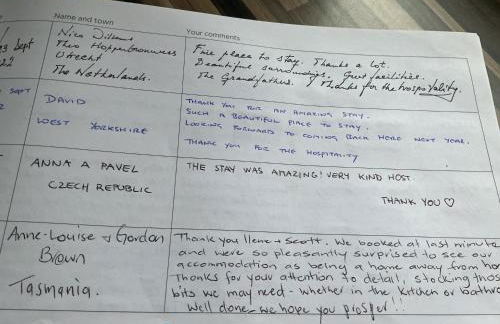 Name and town
Your comments
Sept
22
Nico Dilkens
Theo Hoppenbrouwers
Utrecht
The Netherlands.
Fine place to stay. Thanks a lot.
Beautiful surroundings. Great facilities.
The Grandfathers. Thanks for the hospitality.
Sept
DAVID
WEST YORKSHIRE
THANK YOU FOR AN AMAZING STAY.
SUCH A BEAUTIFUL PLACE TO STAY.
LOOKING FORWARD TO COMING BACK HERE NEXT YEAR.
THANK YOU FOR THE HOSPITALITY
ANNA A PAVEL
CZECH REPUBLIC
THE STAY WAS AMAZING! VERY KIND HOST
THANK YOU ♡
Anne-Louise + Gordon
Brown
Tasmania.
Thank you Ilene + Scott. We booked at last minute
and were so pleasantly surprised to see our
accommodation as being a home away from hom
Thanks for your attention to detail, stocking those
bits we may need - whether in the kitchen or bathro
Well done - we hope you prosper!!